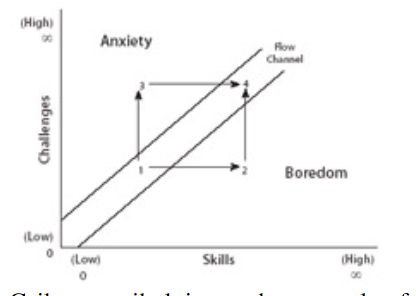 (High)
∞
Anxiety
Flow
Channel
3
4
Challenges
1
2
Boredom
(Low)
0
(Low)
0
Skills
(High)
∞